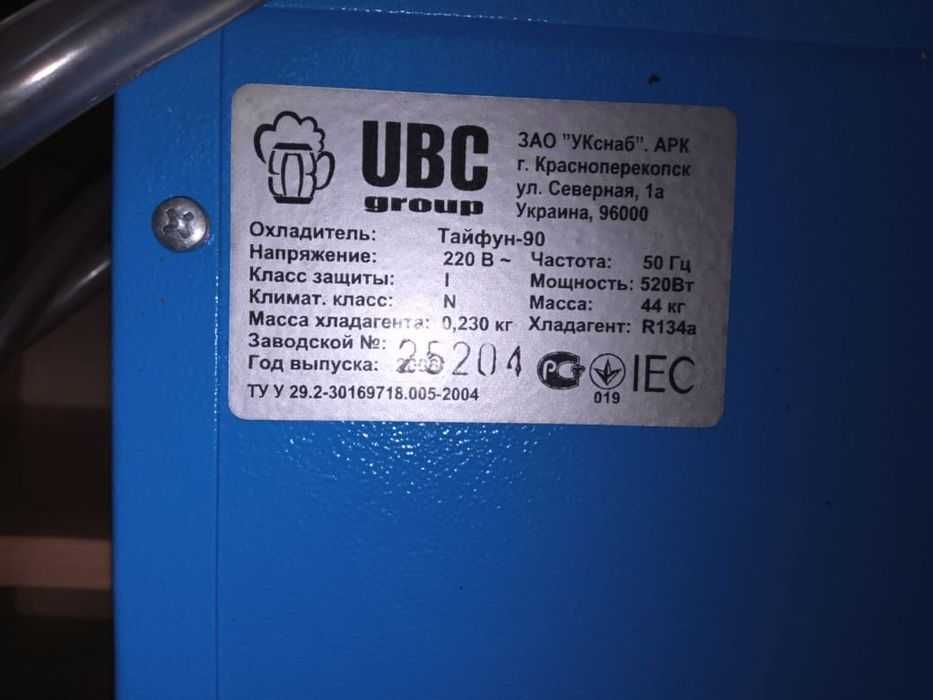 UBC
group
ЗАО "УКснаб". АРК
г. Красноперекопск
ул. Северная, 1а
Украина, 96000
Охладитель: Тайфун-90
Напряжение: 220 В ~ Частота: 50 Гц
Класс защиты: I Мощность: 520Вт
Климат. класс: N Масса: 44 кг
Масса хладагента: 0,230 кг Хладагент: R134a
Заводской №: 25204
Год выпуска:
ТУ У 29.2-30169718.005-2004
РСТ
019
IEC